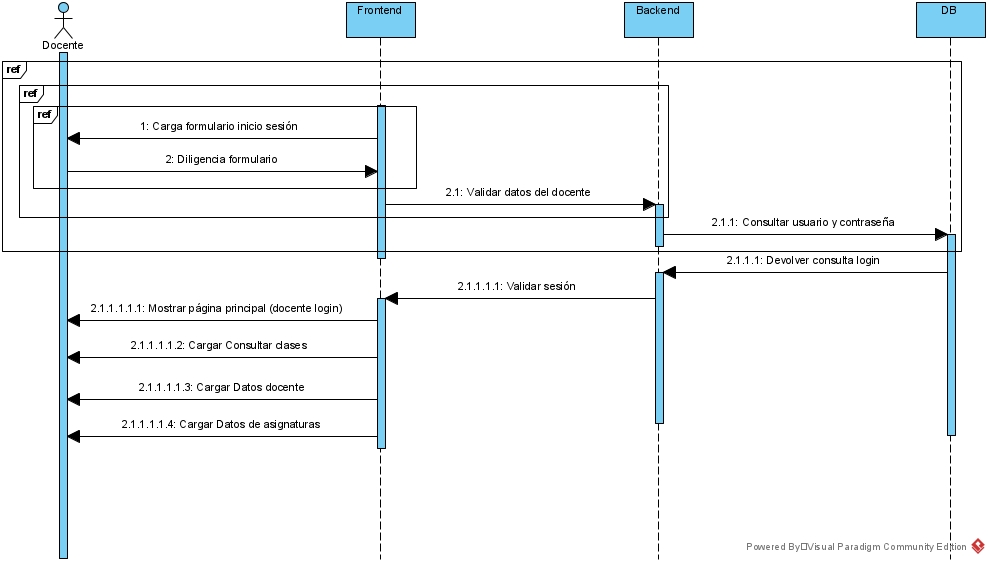 Frontend
Backend
DB
Docente
ref
ref
ref
1: Carga formulario inicio sesión
2: Diligencia formulario
2.1: Validar datos del docente
2.1.1: Consultar usuario y contraseña
2.1.1.1: Devolver consulta login
2.1.1.1.1: Validar sesión
2.1.1.1.1.1: Mostrar página principal (docente login)
2.1.1.1.1.2: Cargar Consultar clases
2.1.1.1.1.3: Cargar Datos docente
2.1.1.1.1.4: Cargar Datos de asignaturas
Powered By Visual Paradigm Community Edition